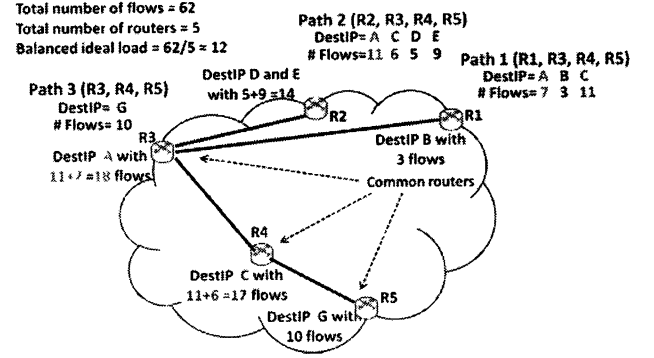 Total number of flows = 62
Total number of routers = 5
Balanced ideal load = 62/5 = 12
Path 2 (R2, R3, R4, R5)
DestIP= A C D E
# Flows=11 6 5 9
Path 1 (R1, R3, R4, R5)
DestIP= A B C
# Flows= 7 3 11
Path 3 (R3, R4, R5)
DestIP= G
# Flows= 10
DestIP D and E
with 5+9 =14
R2
R1
R3
DestIP B with
3 flows
DestIP A with
11+7 =18 flows
Common routers
R4
DestIP C with
11+6 =17 flows
R5
DestIP G with
10 flows